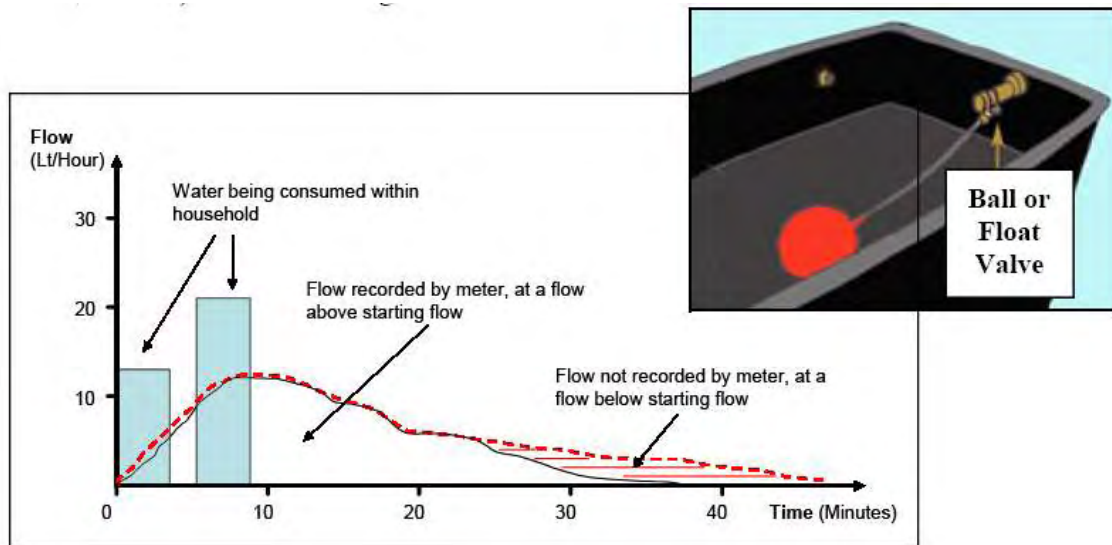 Flow
(Lt/Hour)
Water being consumed within
household
30
Flow recorded by meter, at a flow
above starting flow
20
Flow not recorded by meter, at a
flow below starting flow
10
0
10
20
30
40
Time (Minutes)
Ball or
Float
Valve